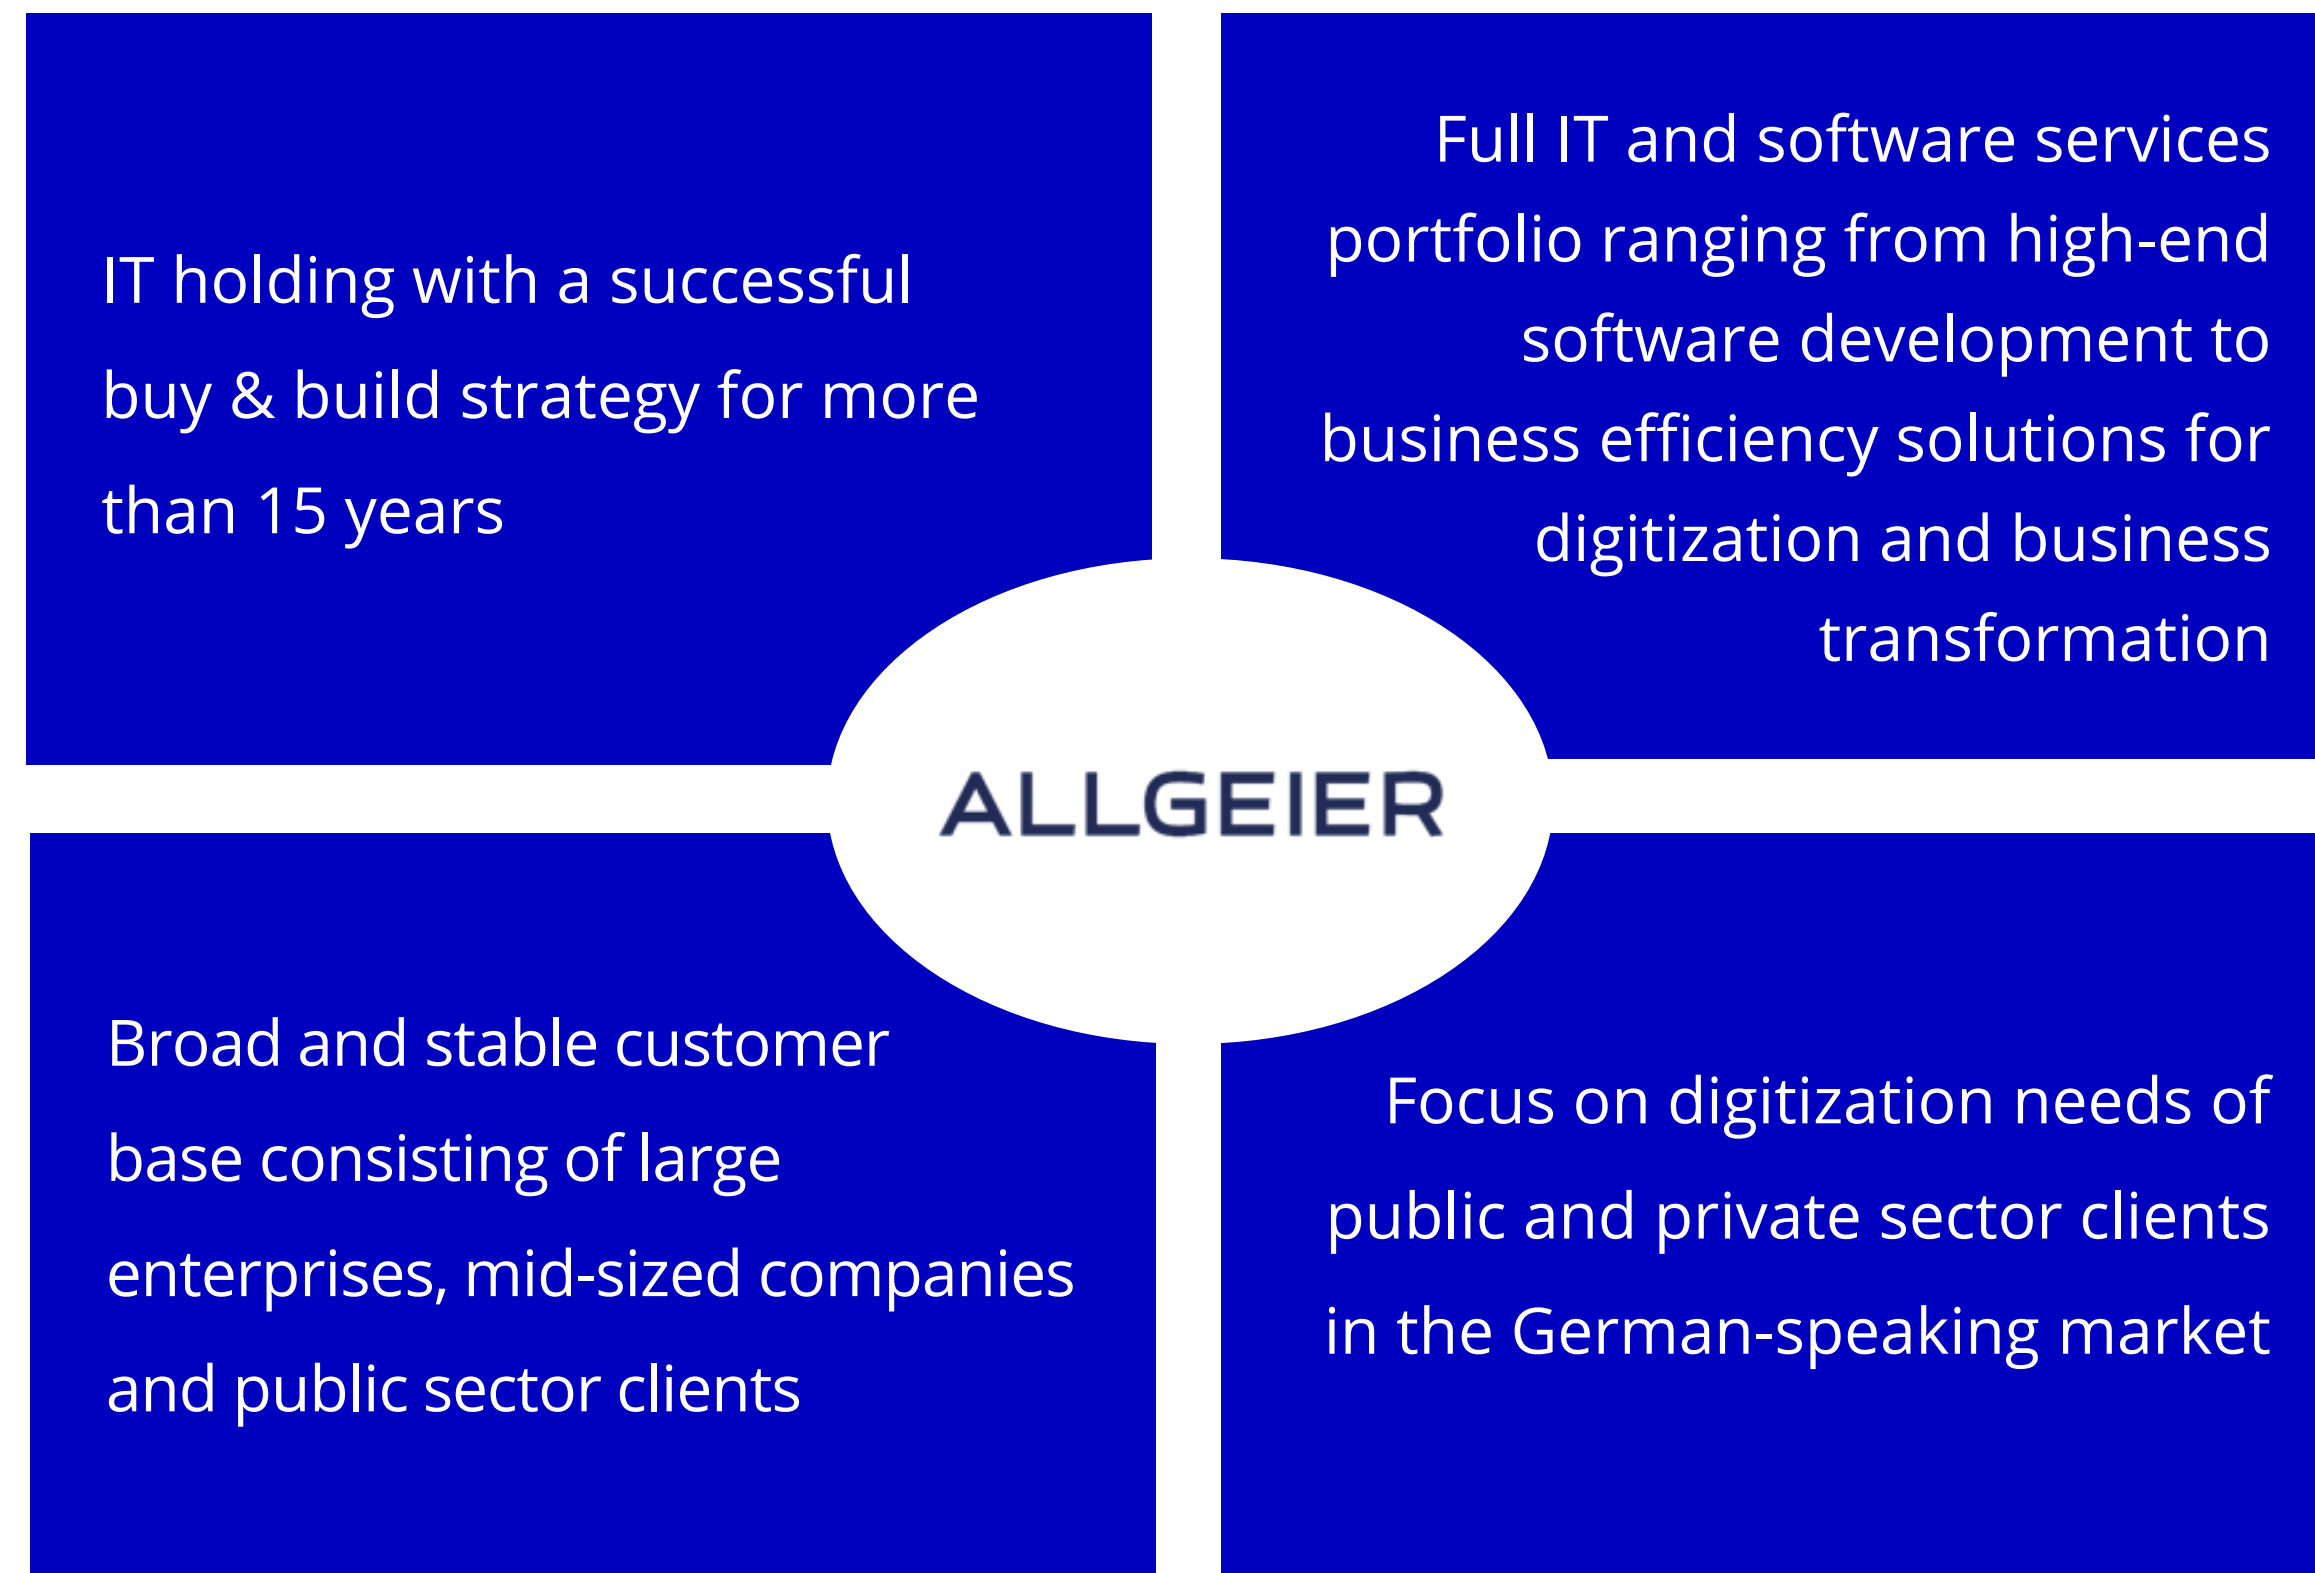 IT holding with a successful
buy & build strategy for more
than 15 years
Full IT and software services
portfolio ranging from high-end
software development to
business efficiency solutions for
digitization and business
transformation
ALLGEIER
Broad and stable customer
base consisting of large
enterprises, mid-sized companies
and public sector clients
Focus on digitization needs of
public and private sector clients
in the German-speaking market